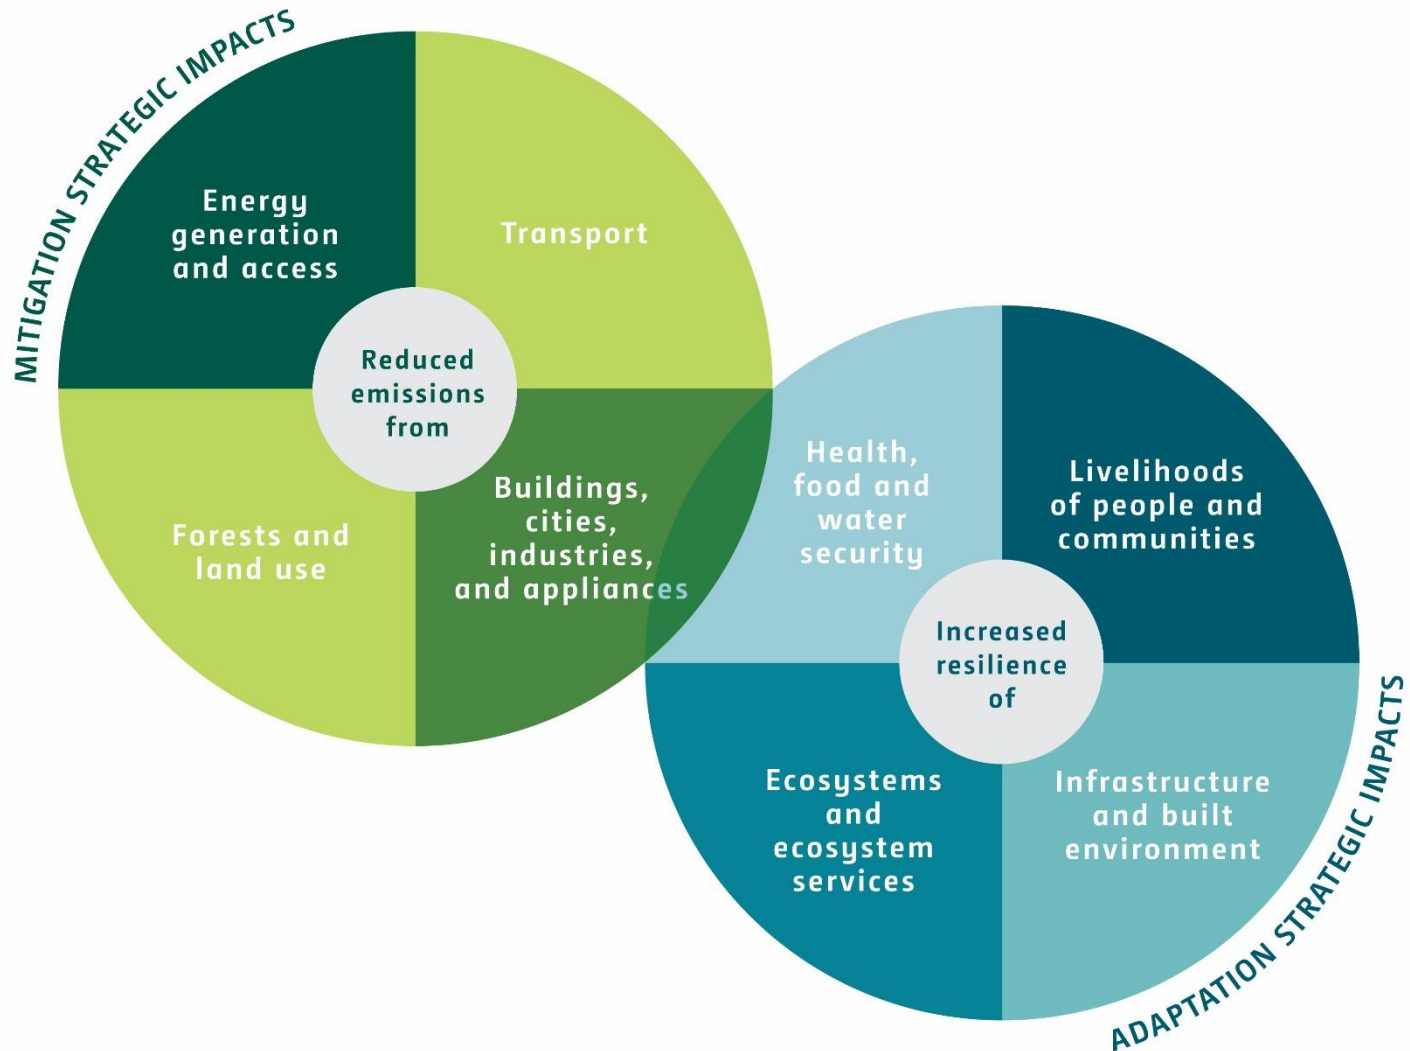 MITIGATION STRATEGIC IMPACTS
Energy
generation
and access
Transport
Reduced
emissions
from
Forests and
land use
Buildings,
cities,
industries,
and appliances
Health,
food and
water
security
Livelihoods
of people and
communities
Increased
resilience
of
Ecosystems
and
ecosystem
services
Infrastructure
and built
environment
ADAPTATION STRATEGIC IMPACTS